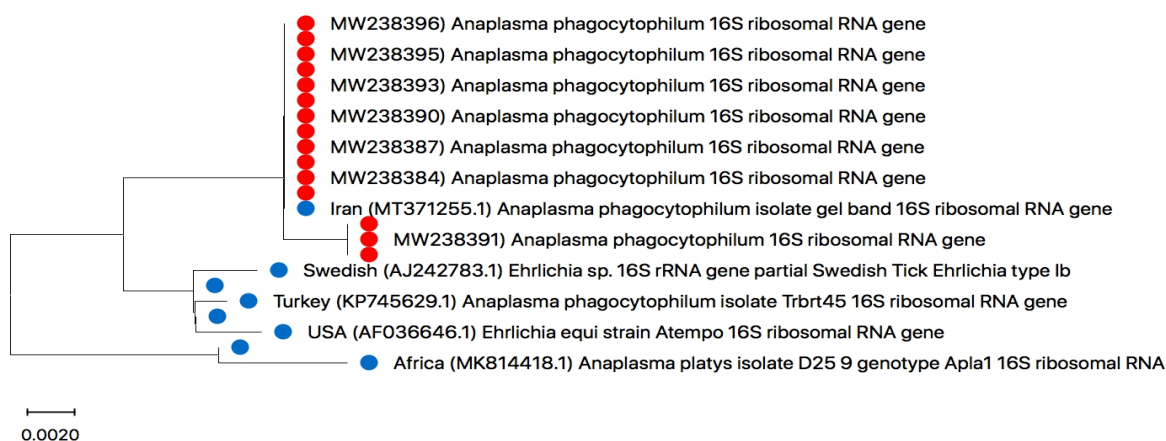 MW238396) Anaplasma phagocytophilum 16S ribosomal RNA gene
MW238395) Anaplasma phagocytophilum 16S ribosomal RNA gene
MW238393) Anaplasma phagocytophilum 16S ribosomal RNA gene
MW238390) Anaplasma phagocytophilum 16S ribosomal RNA gene
MW238387) Anaplasma phagocytophilum 16S ribosomal RNA gene
MW238384) Anaplasma phagocytophilum 16S ribosomal RNA gene
Iran (MT371255.1) Anaplasma phagocytophilum isolate gel band 16S ribosomal RNA gene
MW238391) Anaplasma phagocytophilum 16S ribosomal RNA gene
Swedish (AJ242783.1) Ehrlichia sp. 16S rRNA gene partial Swedish Tick Ehrlichia type Ib
Turkey (KP745629.1) Anaplasma phagocytophilum isolate Trbrt45 16S ribosomal RNA gene
USA (AF036646.1) Ehrlichia equi strain Atempo 16S ribosomal RNA gene
Africa (MK814418.1) Anaplasma platys isolate D25 9 genotype Apla1 16S ribosomal RNA
0.0020